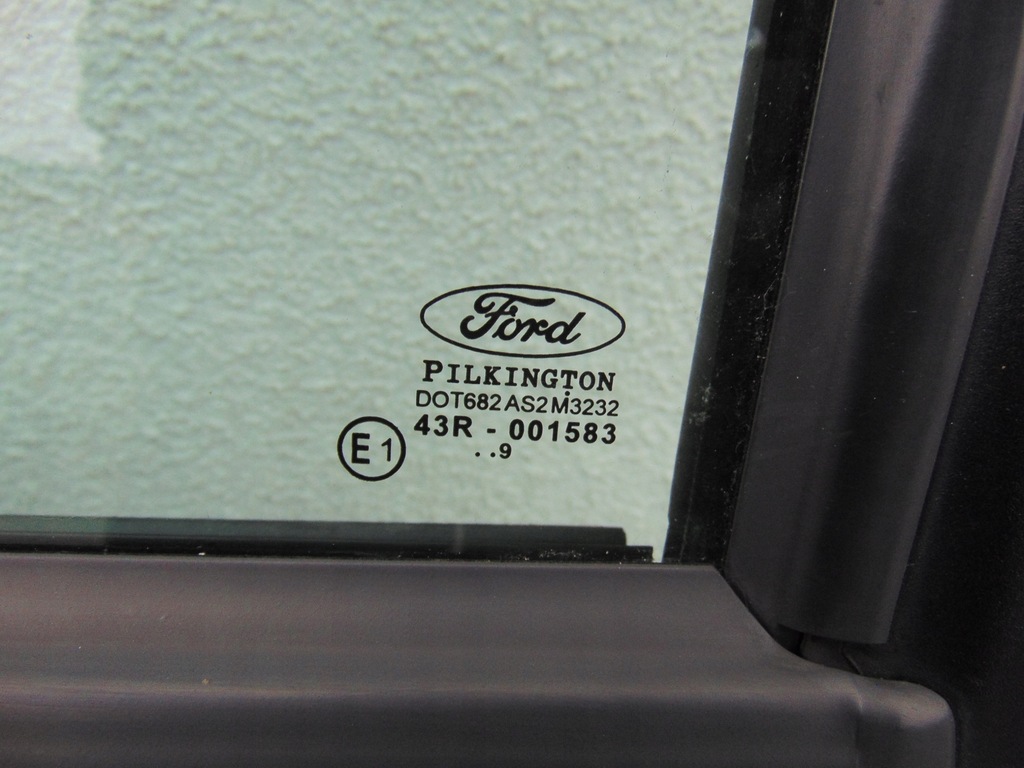 Ford
PILKINGTON
DOT682 AS2 M3232
43R - 001583
E1
. . 9